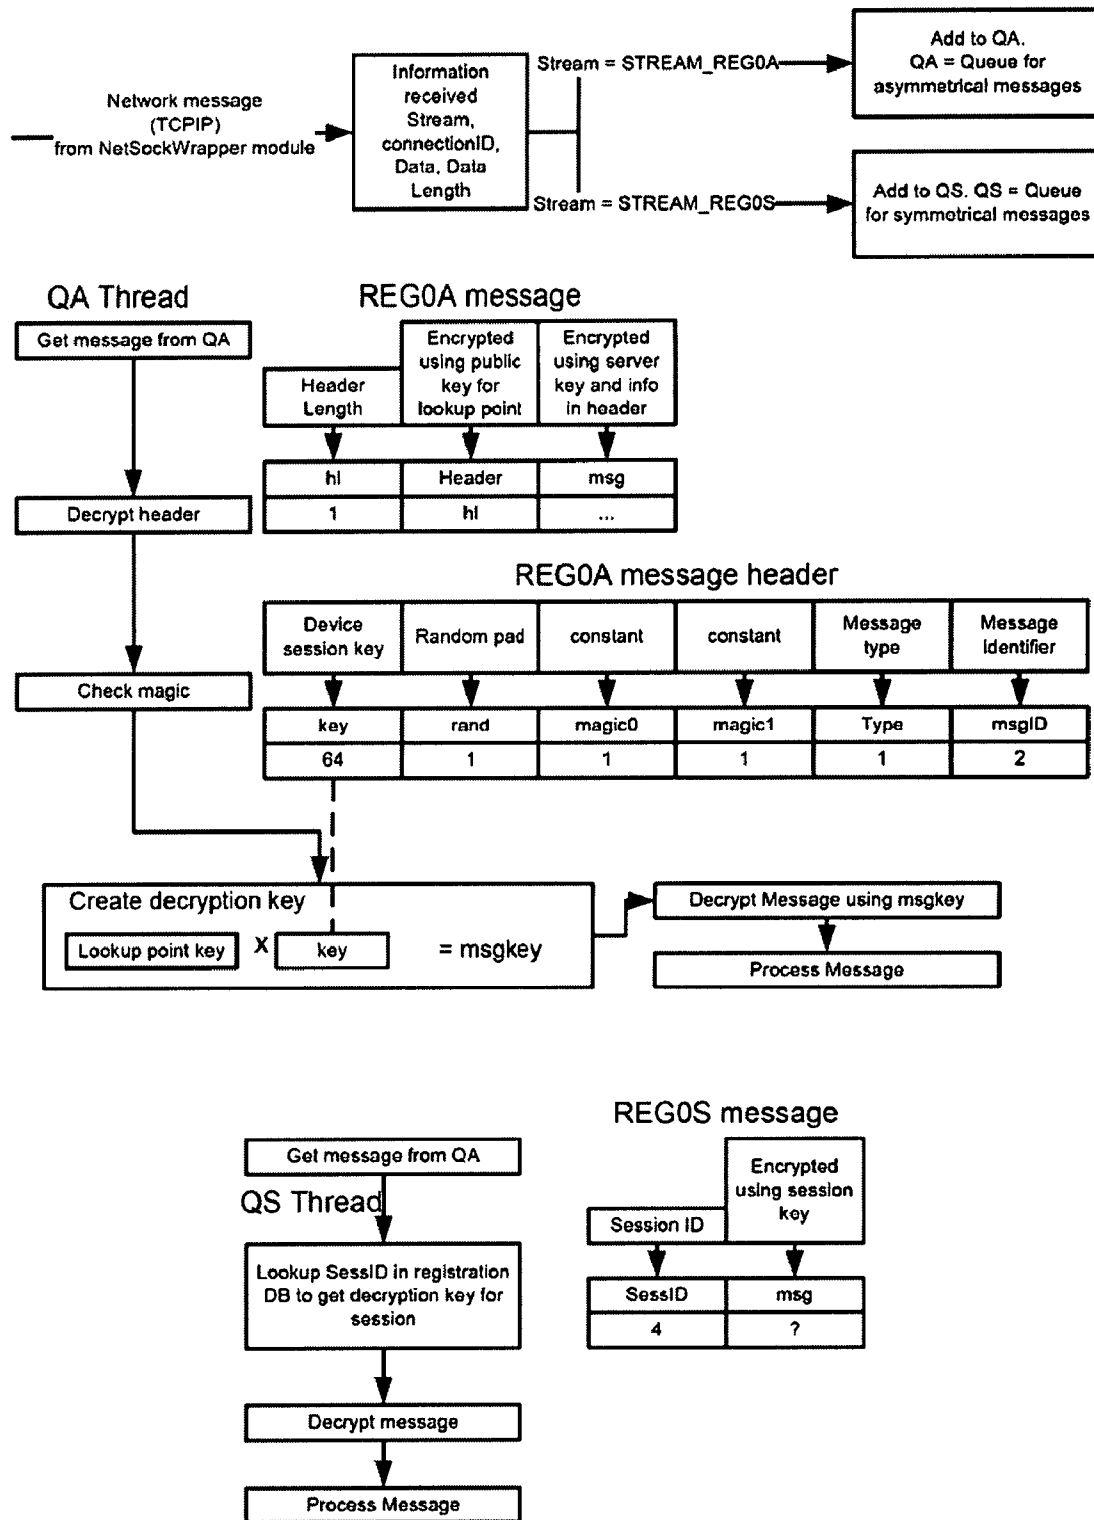 Network message
(TCPIP)
from NetSockWrapper module
Information
received
Stream,
connectionID,
Data, Data
Length
Stream = STREAM_REG0A
Add to QA.
QA = Queue for
asymmetrical messages
Stream = STREAM_REG0S
Add to QS. QS = Queue
for symmetrical messages
QA Thread
REG0A message
Get message from QA
Header
Length
Encrypted
using public
key for
lookup point
Encrypted
using server
key and info
in header
hl
Header
msg
1
hl
...
Decrypt header
REG0A message header
Device
session key
Random pad
constant
constant
Message
type
Message
Identifier
Check magic
key
rand
magic0
magic1
Type
msgID
64
1
1
1
1
2
Create decryption key
Lookup point key
X
key
= msgkey
Decrypt Message using msgkey
Process Message
REG0S message
Get message from QA
QS Thread
Encrypted
using session
key
Session ID
Lookup SessID in registration
DB to get decryption key for
session
SessID
msg
4
?
Decrypt message
Process Message